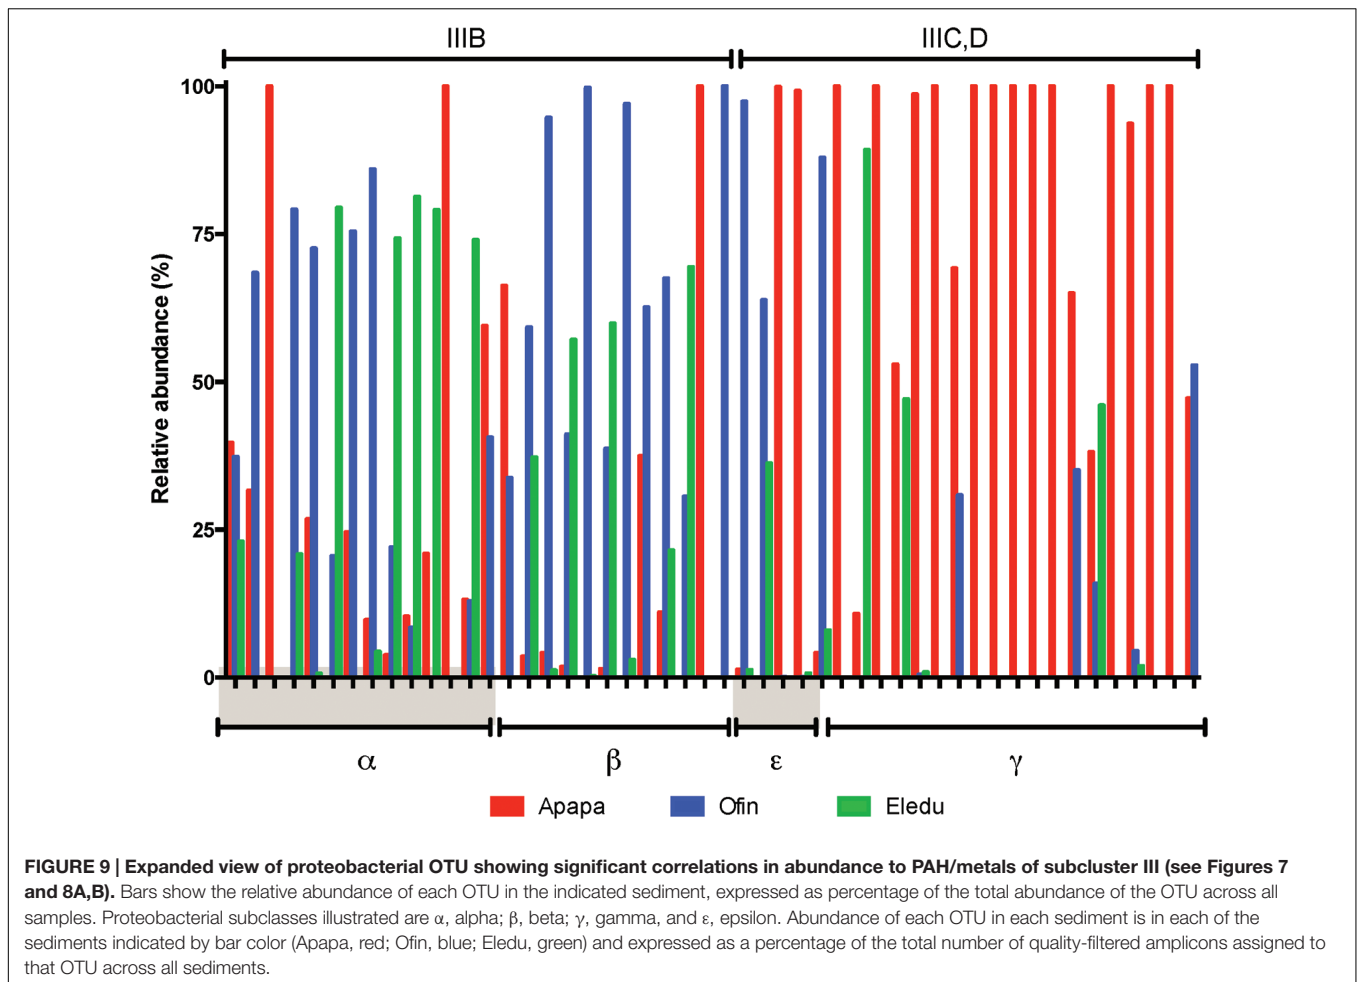 IIIB IIIC,D
100
75
50
25
0
Relative abundance (%)
α β ε γ
Apapa Ofin Eledu
FIGURE 9 | Expanded view of proteobacterial OTU showing significant correlations in abundance to PAH/metals of subcluster III (see Figures 7
and 8A,B). Bars show the relative abundance of each OTU in the indicated sediment, expressed as percentage of the total abundance of the OTU across all
samples. Proteobacterial subclasses illustrated are α, alpha; β, beta; γ, gamma, and ε, epsilon. Abundance of each OTU in each sediment is in each of the
sediments indicated by bar color (Apapa, red; Ofin, blue; Eledu, green) and expressed as a percentage of the total number of quality-filtered amplicons assigned to
that OTU across all sediments.